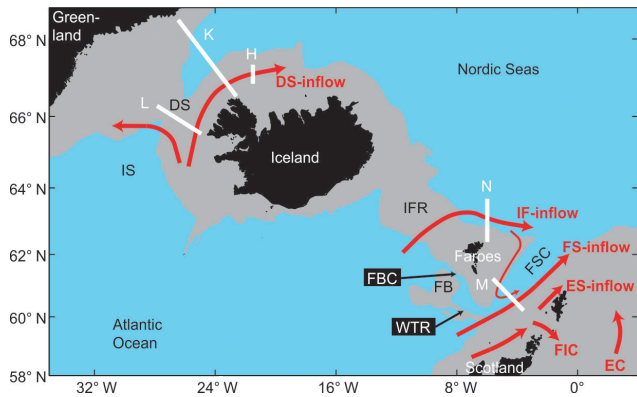 Green-
land
68° N
K
H
DS-inflow
Nordic Seas
L
DS
66° N
Iceland
IS
64° N
N
IFR
IF-inflow
62° N
Faroes
FSC
FS-inflow
FBC
FB
M
ES-inflow
60° N
WTR
Atlantic
Ocean
FIC
Scotland
EC
58° N
32° W
24° W
16° W
8° W
0°